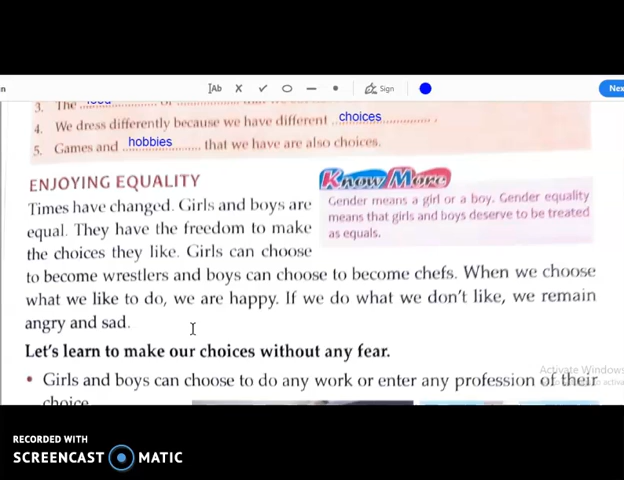 n
Ab
Sign
Nex
3. The food
4. We dress differently because we have different choices .
5. Games and hobbies that we have are also choices.
ENJOYING EQUALITY
Know More
Times have changed. Girls and boys are
equal. They have the freedom to make
the choices they like. Girls can choose
Gender means a girl or a boy. Gender equality
means that girls and boys deserve to be treated
as equals.
to become wrestlers and boys can choose to become chefs. When we choose
what we like to do, we are happy. If we do what we don't like, we remain
angry and sad.
Let's learn to make our choices without any fear.
Activate Windows
• Girls and boys can choose to do any work or enter any profession of their
choice
RECORDED WITH
SCREENCAST MATIC